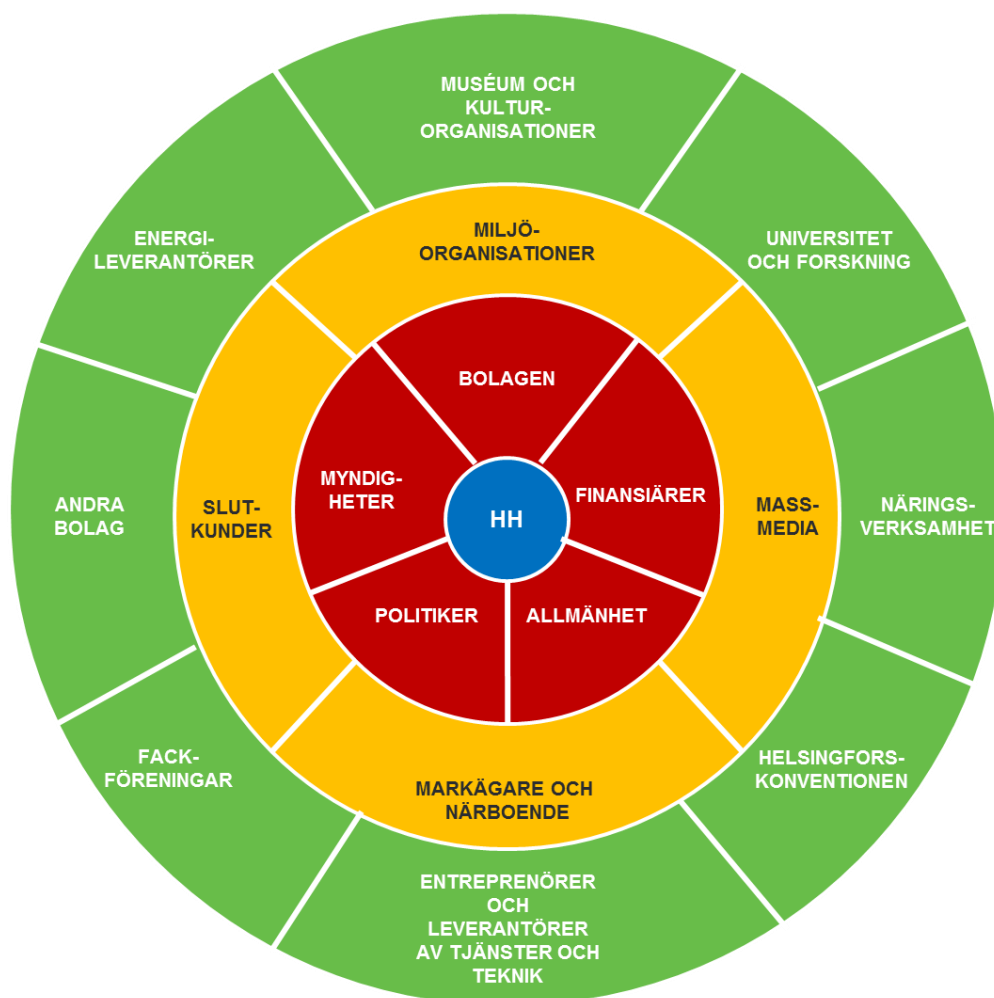 MUSÉUM OCH
KULTUR-
ORGANISATIONER
ENERGI-
LEVERANTÖRER
MILJÖ-
ORGANISATIONER
UNIVERSITET
OCH FORSKNING
BOLAGEN
MYNDIG-
HETER
FINANSIÄRER
HH
ANDRA
BOLAG
SLUT-
KUNDER
MASS-
MEDIA
NÄRINGS-
VERKSAMHET
POLITIKER
ALLMÄNHET
FACK-
FÖRENINGAR
MARKÄGARE OCH
NÄRBOENDE
HELSINGFORS-
KONVENTIONEN
ENTREPRENÖRER
OCH
LEVERANTÖRER
AV TJÄNSTER OCH
TEKNIK